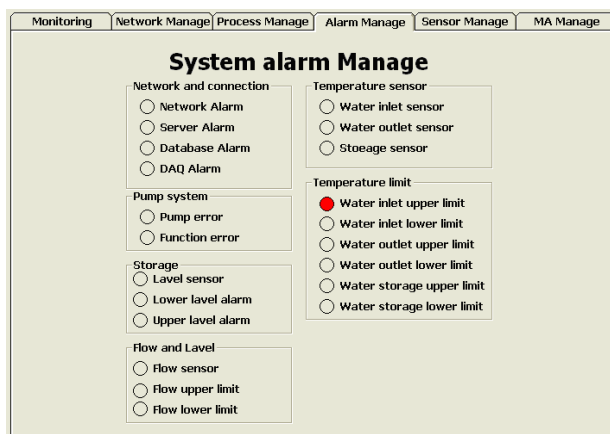 Monitoring Network Manage Process Manage Alarm Manage Sensor Manage MA Manage
System alarm Manage
Network and connection
Network Alarm
Server Alarm
Database Alarm
DAQ Alarm
Pump system
Pump error
Function error
Storage
Lavel sensor
Lower lavel alarm
Upper lavel alarm
Flow and Lavel
Flow sensor
Flow upper limit
Flow lower limit
Temperature sensor
Water inlet sensor
Water outlet sensor
Stoeage sensor
Temperature limit
Water inlet upper limit
Water inlet lower limit
Water outlet upper limit
Water outlet lower limit
Water storage upper limit
Water storage lower limit